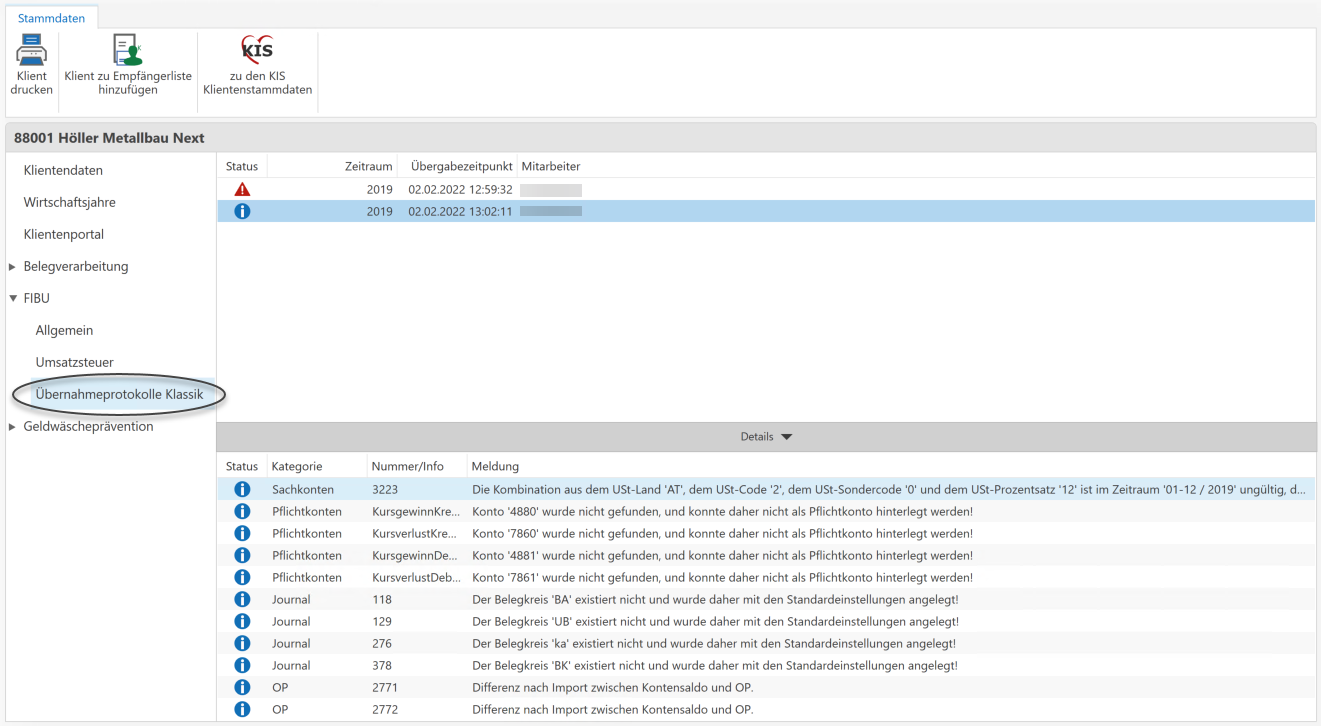 Stammdaten
Klient drucken
Klient zu Empfängerliste hinzufügen
KIS
zu den KIS Klientenstammdaten
88001 Höller Metallbau Next
Klientendaten
Wirtschaftsjahre
Klientenportal
Belegverarbeitung
FIBU
Allgemein
Umsatzsteuer
Übernahmeprotokolle Klassik
Geldwäscheprävention
Status Zeitraum Übergabezeitpunkt Mitarbeiter
2019 02.02.2022 12:59:32
2019 02.02.2022 13:02:11
Details
Status Kategorie Nummer/Info Meldung
Sachkonten 3223 Die Kombination aus dem USt-Land 'AT', dem USt-Code '2', dem USt-Sondercode '0' und dem USt-Prozentsatz '12' ist im Zeitraum '01-12 / 2019' ungültig, d...
Pflichtkonten KursgewinnKre... Konto '4880' wurde nicht gefunden, und konnte daher nicht als Pflichtkonto hinterlegt werden!
Pflichtkonten KursverlustKre... Konto '7860' wurde nicht gefunden, und konnte daher nicht als Pflichtkonto hinterlegt werden!
Pflichtkonten KursgewinnDe... Konto '4881' wurde nicht gefunden, und konnte daher nicht als Pflichtkonto hinterlegt werden!
Pflichtkonten KursverlustDeb... Konto '7861' wurde nicht gefunden, und konnte daher nicht als Pflichtkonto hinterlegt werden!
Journal 118 Der Belegkreis 'BA' existiert nicht und wurde daher mit den Standardeinstellungen angelegt!
Journal 129 Der Belegkreis 'UB' existiert nicht und wurde daher mit den Standardeinstellungen angelegt!
Journal 276 Der Belegkreis 'ka' existiert nicht und wurde daher mit den Standardeinstellungen angelegt!
Journal 378 Der Belegkreis 'BK' existiert nicht und wurde daher mit den Standardeinstellungen angelegt!
OP 2771 Differenz nach Import zwischen Kontensaldo und OP.
OP 2772 Differenz nach Import zwischen Kontensaldo und OP.